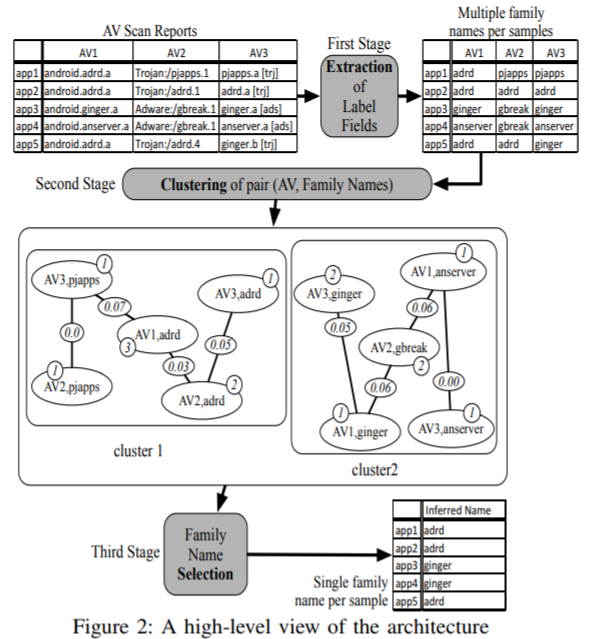 AV Scan Reports
AV1 AV2 AV3
app1 android.adrd.a Trojan:/pjapps.1 pjapps.a [trj]
app2 android.adrd.a Trojan:/adrd.1 adrd.a [trj]
app3 android.ginger.a Adware:/gbreak.1 ginger.a [ads]
app4 android.anserver.a Adware:/gbreak.1 anserver.a [ads]
app5 android.adrd.a Trojan:/adrd.4 ginger.b [trj]
First Stage
Extraction
of
Label
Fields
Multiple family
names per samples
AV1 AV2 AV3
app1 adrd pjapps pjapps
app2 adrd adrd adrd
app3 ginger gbreak ginger
app4 anserver gbreak anserver
app5 adrd adrd ginger
Second Stage
Clustering of pair (AV, Family Names)
1
AV3,pjapps
0.07
0.0
3
AV1,adrd
1
AV2,pjapps
0.03
1
AV3,adrd
0.05
2
AV2,adrd
cluster 1
2
AV3,ginger
0.05
1
AV1,anserver
0.06
AV2,gbreak
2
0.06
0.00
1
AV1,ginger
1
AV3,anserver
cluster2
Third Stage
Family
Name
Selection
Single family
name per sample
Inferred Name
app1 adrd
app2 adrd
app3 ginger
app4 ginger
app5 adrd
Figure 2: A high-level view of the architecture